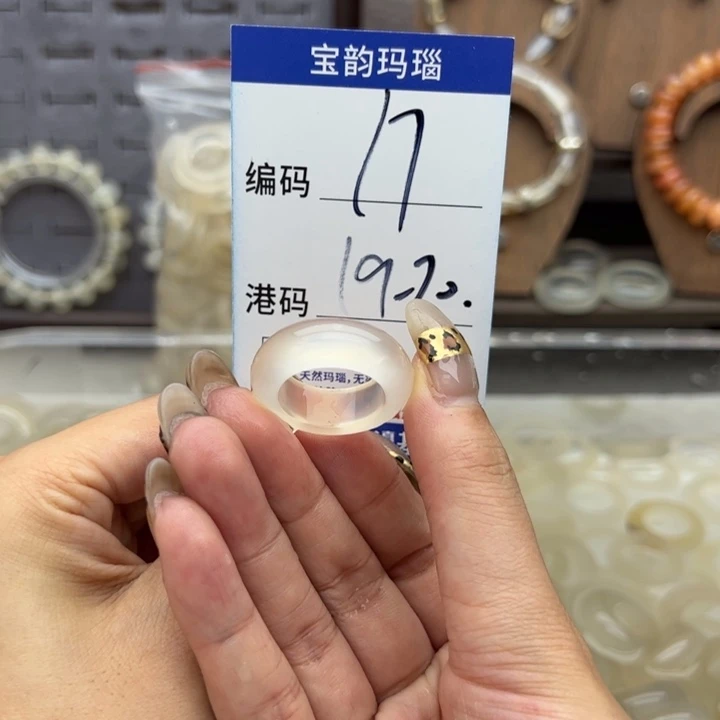 宝韵玛瑙
编码 17
港码 19-20.
天然玛瑙,无